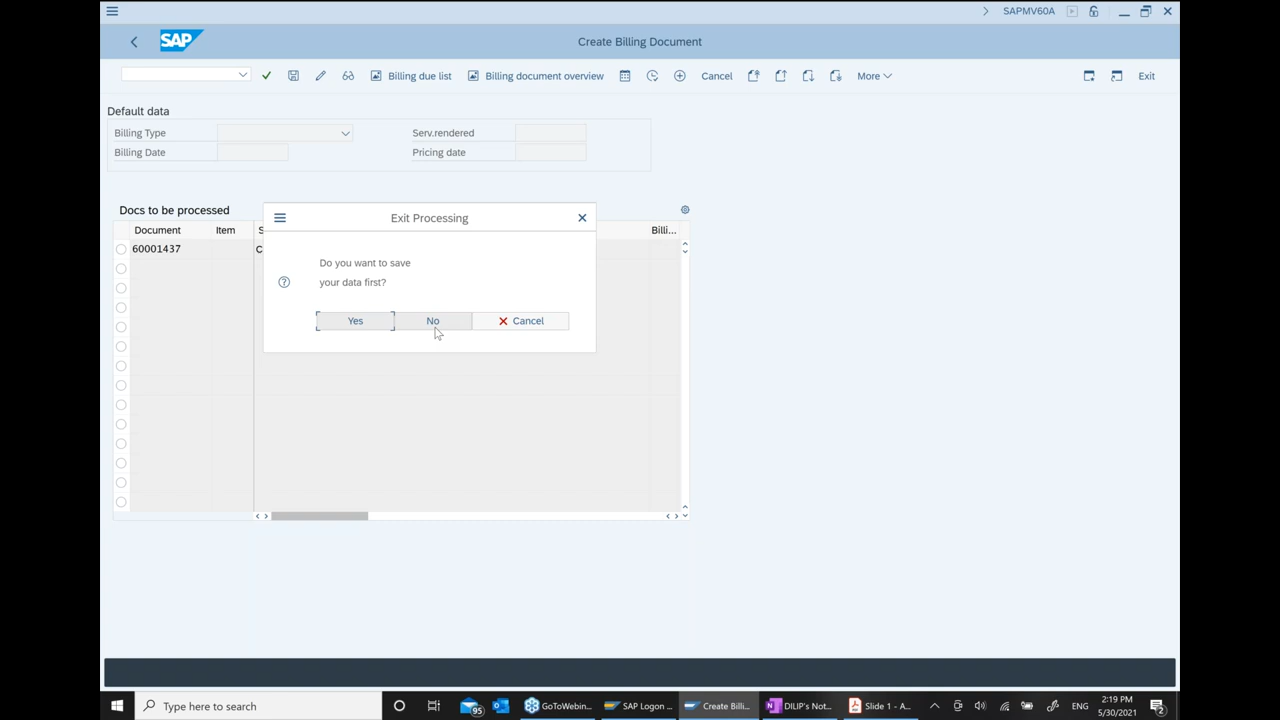 SAPMV60A
SAP
Create Billing Document
Billing due list
Billing document overview
Cancel
More
Exit
Default data
Billing Type
Serv.rendered
Billing Date
Pricing date
Docs to be processed
Document
Item
S
Billi...
60001437
C
Exit Processing
Do you want to save
your data first?
Yes
No
Cancel
Type here to search
95
GoToWebin...
SAP Logon ...
Create Billi...
DILIP's Not...
Slide 1 - A...
ENG
2:19 PM
5/30/2021
2